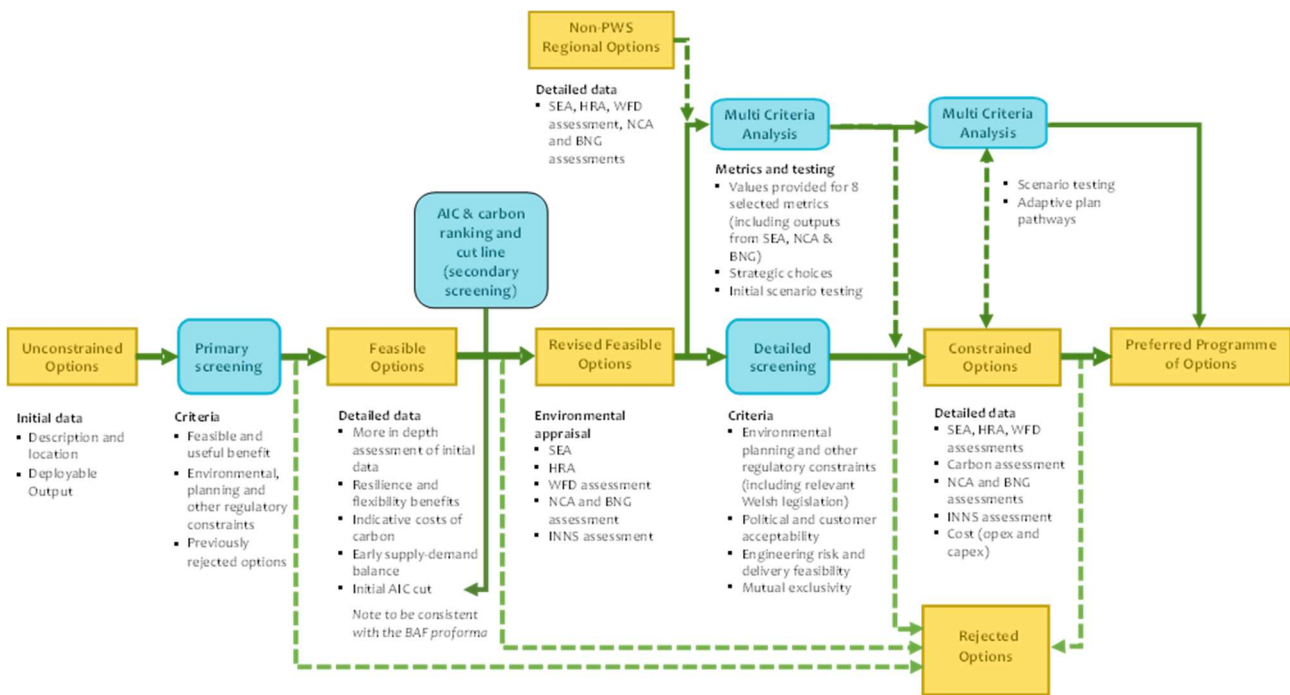 Non-PWS
Regional Options
Detailed data
▪ SEA, HRA, WFD
assessment, NCA
and BNG
assessments
Multi Criteria
Analysis
Metrics and testing
▪ Values provided for 8
selected metrics
(including outputs
from SEA, NCA &
BNG)
▪ Strategic choices
▪ Initial scenario testing
Multi Criteria
Analysis
▪ Scenario testing
▪ Adaptive plan
pathways
AIC & carbon
ranking and
cut line
(secondary
screening)
Unconstrained
Options
Initial data
▪ Description and
location
▪ Deployable
Output
Primary
screening
Criteria
▪ Feasible and
useful benefit
▪ Environmental,
planning and
other regulatory
constraints
▪ Previously
rejected options
Feasible
Options
Detailed data
▪ More in depth
assessment of initial
data
▪ Resilience and
flexibility benefits
▪ Indicative costs of
carbon
▪ Early supply-demand
balance
▪ Initial AIC cut
Note to be consistent
with the BAF proforma
Revised Feasible
Options
Environmental
appraisal
▪ SEA
▪ HRA
▪ WFD assessment
▪ NCA and BNG
assessment
▪ INNS assessment
Detailed
screening
Criteria
▪ Environmental
planning and other
regulatory constraints
(including relevant
Welsh legislation)
▪ Political and customer
acceptability
▪ Engineering risk and
delivery feasibility
▪ Mutual exclusivity
Constrained
Options
Detailed data
▪ SEA, HRA, WFD
assessments
▪ Carbon assessment
▪ NCA and BNG
assessments
▪ INNS assessment
▪ Cost (opex and
capex)
Preferred Programme
of Options
Rejected
Options